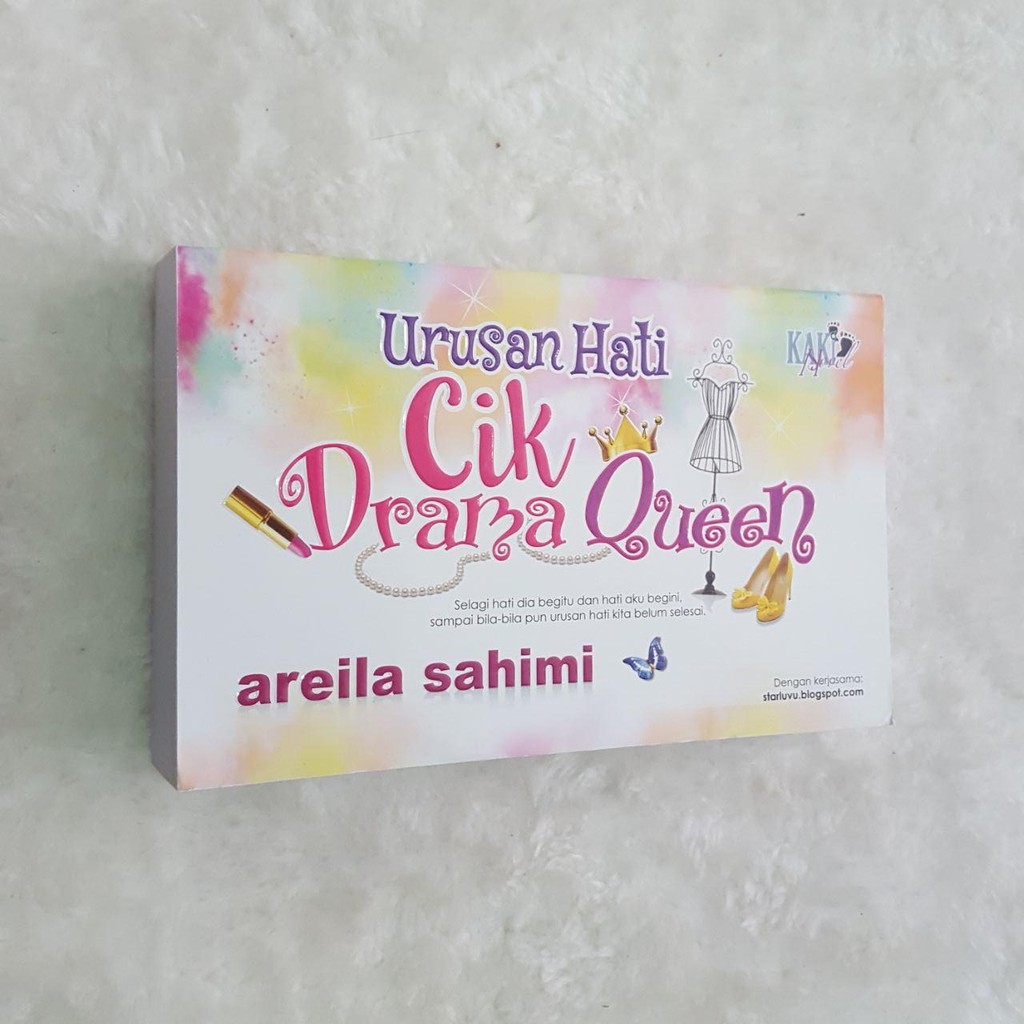 Urusan Hati
Cik
Drama Queen
KAKI
Novel
Selagi hati dia begitu dan hati aku begini,
sampai bila-bila pun urusan hati kita belum selesai.
areila sahimi
Dengan kerjasama:
starluvu.blogspot.com